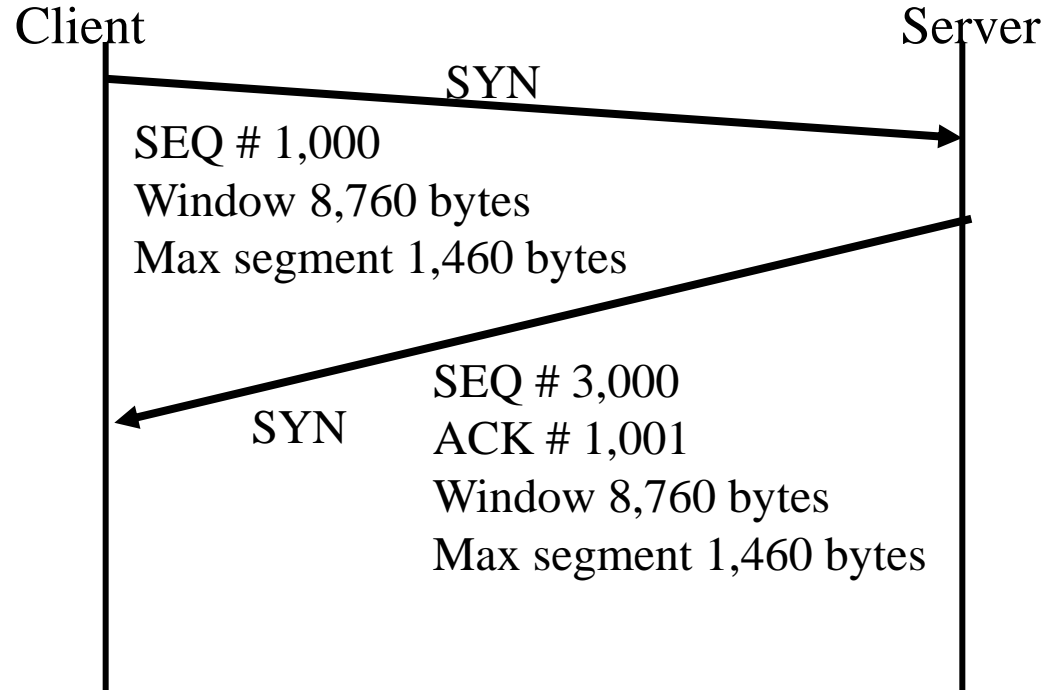 Client
Server
SYN
SEQ # 1,000
Window 8,760 bytes
Max segment 1,460 bytes
SEQ # 3,000
SYN
ACK # 1,001
Window 8,760 bytes
Max segment 1,460 bytes